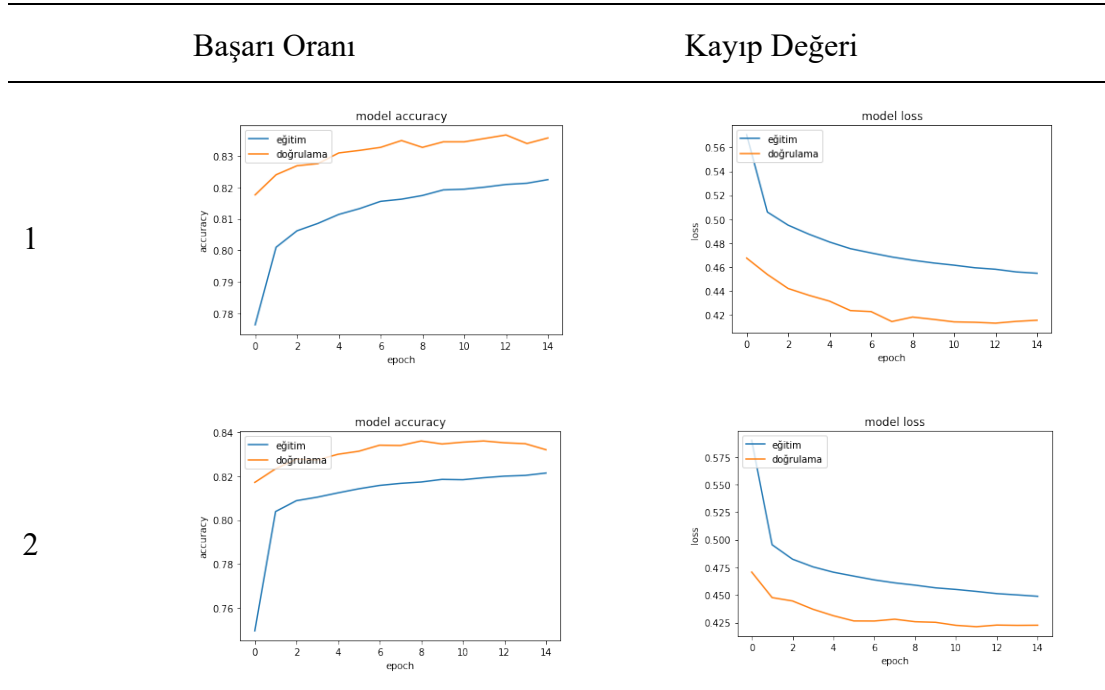 Başarı Oranı Kayıp Değeri
1
model accuracy
eğitim
doğrulama
accuracy
0.83
0.82
0.81
0.80
0.79
0.78
0 2 4 6 8 10 12 14
epoch
model loss
eğitim
doğrulama
loss
0.56
0.54
0.52
0.50
0.48
0.46
0.44
0.42
0 2 4 6 8 10 12 14
epoch
2
model accuracy
eğitim
doğrulama
accuracy
0.84
0.82
0.80
0.78
0.76
0 2 4 6 8 10 12 14
epoch
model loss
eğitim
doğrulama
loss
0.575
0.550
0.525
0.500
0.475
0.450
0.425
0 2 4 6 8 10 12 14
epoch